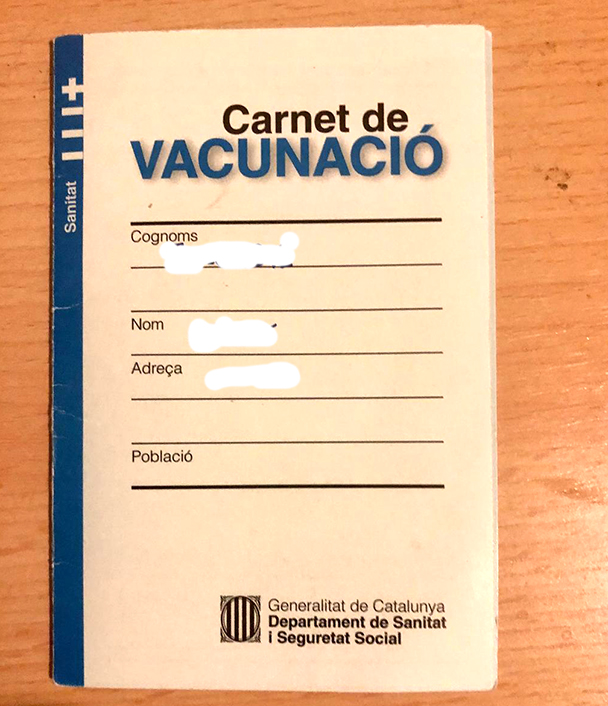 Sanitat
Carnet de
VACUNACIÓ
Cognoms
Nom
Adreça
Població
Generalitat de Catalunya
Departament de Sanitat
i Seguretat Social